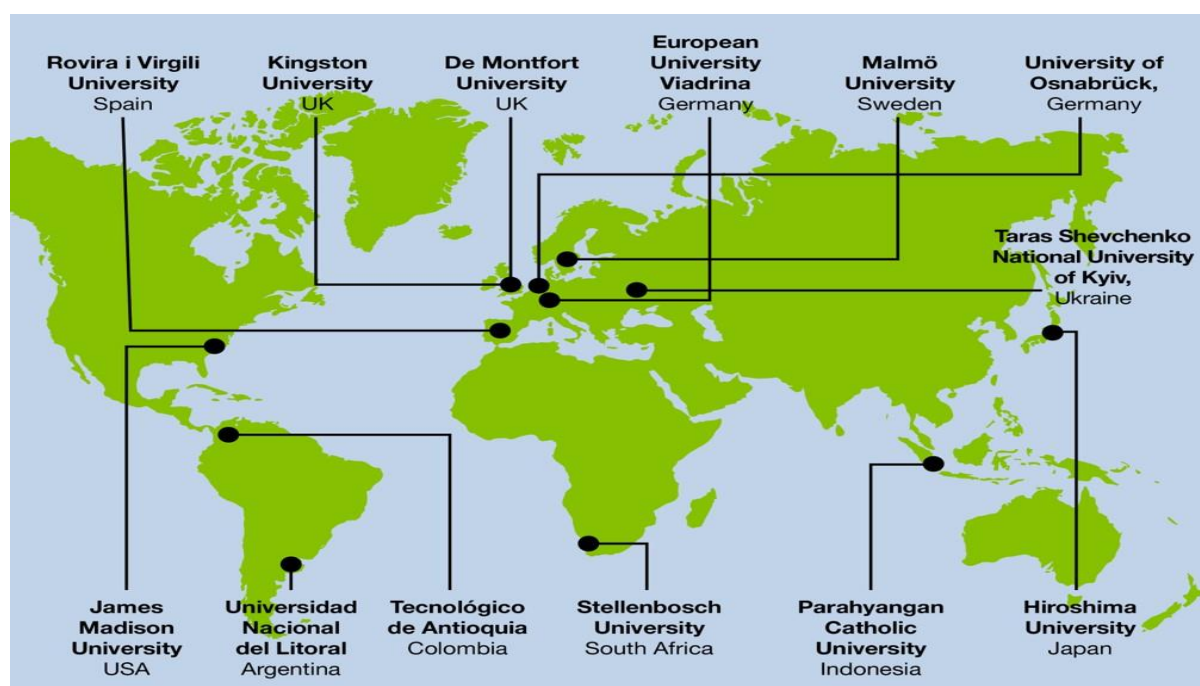 Rovira i Virgili
University
Spain
Kingston
University
UK
De Montfort
University
UK
European
University
Viadrina
Germany
Malmö
University
Sweden
University of
Osnabrück,
Germany
Taras Shevchenko
National University
of Kyiv,
Ukraine
James
Madison
University
USA
Universidad
Nacional
del Litoral
Argentina
Tecnológico
de Antioquia
Colombia
Stellenbosch
University
South Africa
Parahyangan
Catholic
University
Indonesia
Hiroshima
University
Japan